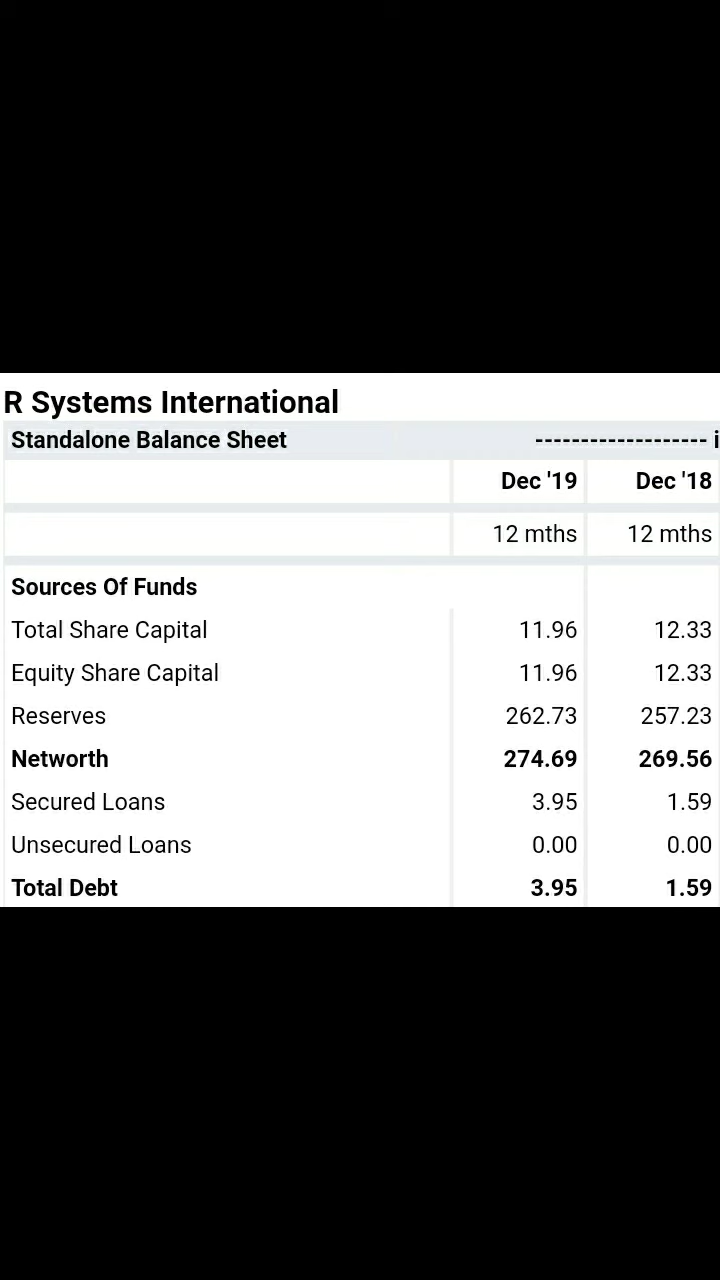 R Systems International
Standalone Balance Sheet ------------------- i
Dec '19 Dec '18
12 mths 12 mths
Sources Of Funds
Total Share Capital 11.96 12.33
Equity Share Capital 11.96 12.33
Reserves 262.73 257.23
Networth 274.69 269.56
Secured Loans 3.95 1.59
Unsecured Loans 0.00 0.00
Total Debt 3.95 1.59